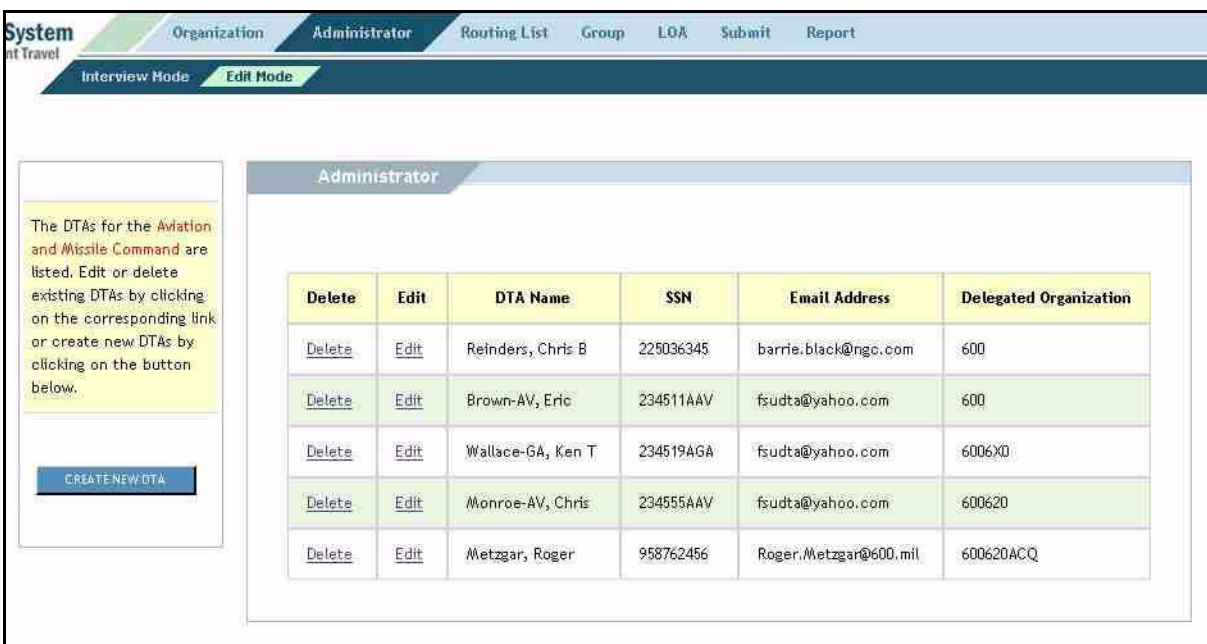 System
nt Travel
Organization Administrator Routing List Group LOA Submit Report
Interview Mode Edit Mode
The DTAs for the Aviation
and Missile Command are
listed. Edit or delete
existing DTAs by clicking
on the corresponding link
or create new DTAs by
clicking on the button
below.
CREATE NEW DTA
Administrator
Delete Edit DTA Name SSN Email Address Delegated Organization
Delete Edit Reinders, Chris B 225036345 barrie.black@ngc.com 600
Delete Edit Brown-AV, Eric 234511AAV fsudta@yahoo.com 600
Delete Edit Wallace-GA, Ken T 234519AGA fsudta@yahoo.com 6006X0
Delete Edit Monroe-AV, Chris 234555AAV fsudta@yahoo.com 600620
Delete Edit Metzgar, Roger 958762456 Roger.Metzgar@600.mil 600620ACQ